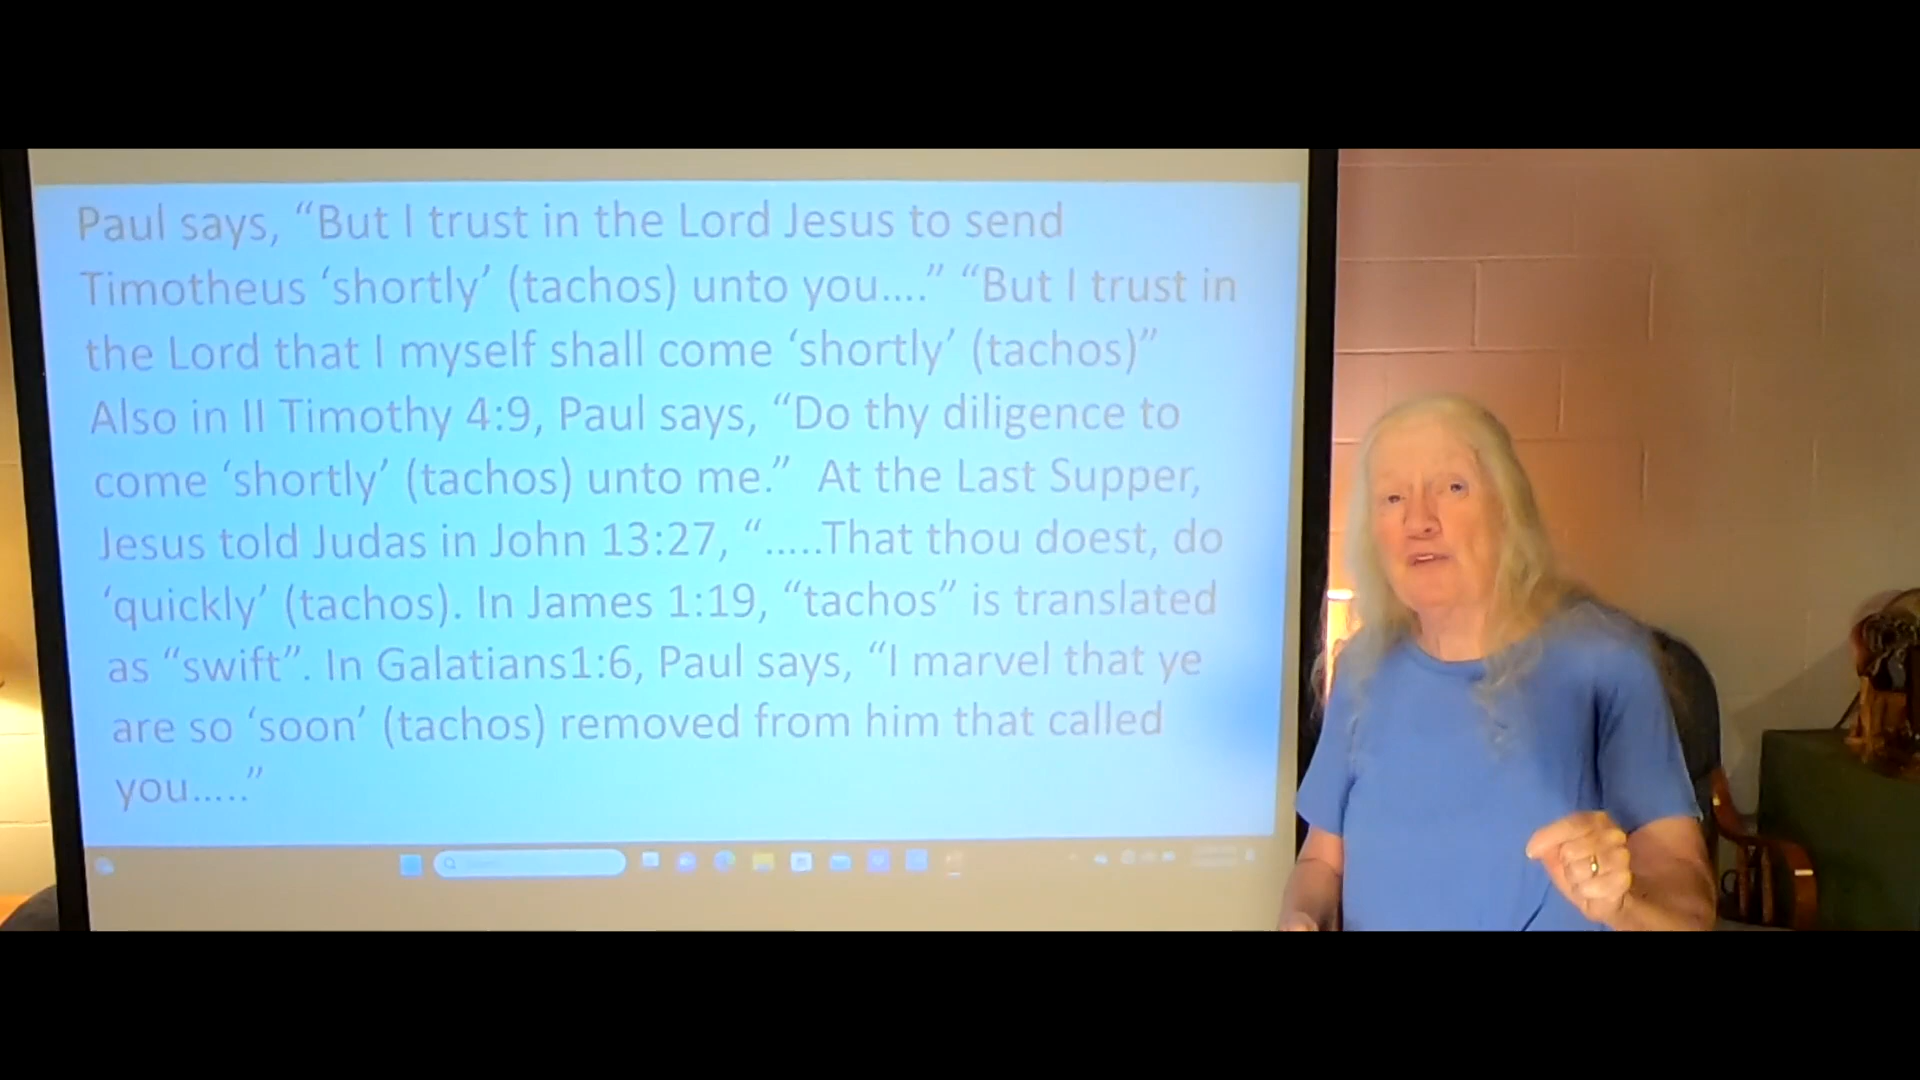 Paul says, “But I trust in the Lord Jesus to send
Timotheus ‘shortly’ (tachos) unto you....” “But I trust in
the Lord that I myself shall come ‘shortly’ (tachos)”
Also in II Timothy 4:9, Paul says, “Do thy diligence to
come ‘shortly’ (tachos) unto me.” At the Last Supper,
Jesus told Judas in John 13:27, “.....That thou doest, do
‘quickly’ (tachos). In James 1:19, “tachos” is translated
as “swift”. In Galatians1:6, Paul says, “I marvel that ye
are so ‘soon’ (tachos) removed from him that called
you.....”